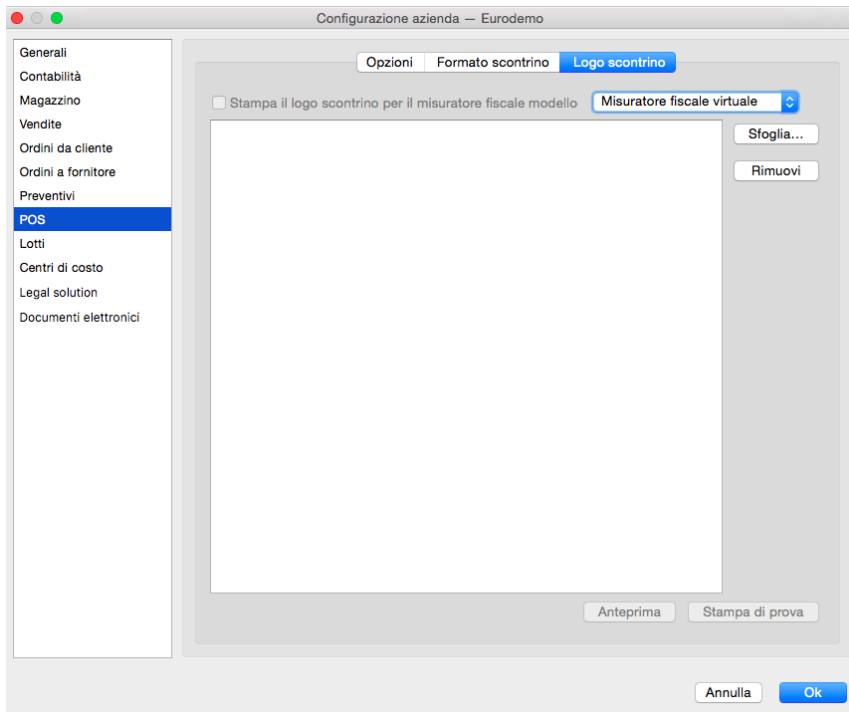 Configurazione azienda — Eurodemo
Generali
Contabilità
Magazzino
Vendite
Ordini da cliente
Ordini a fornitore
Preventivi
POS
Lotti
Centri di costo
Legal solution
Documenti elettronici
Opzioni Formato scontrino Logo scontrino
Stampa il logo scontrino per il misuratore fiscale modello Misuratore fiscale virtuale
Sfoglia...
Rimuovi
Anteprima Stampa di prova
Annulla Ok